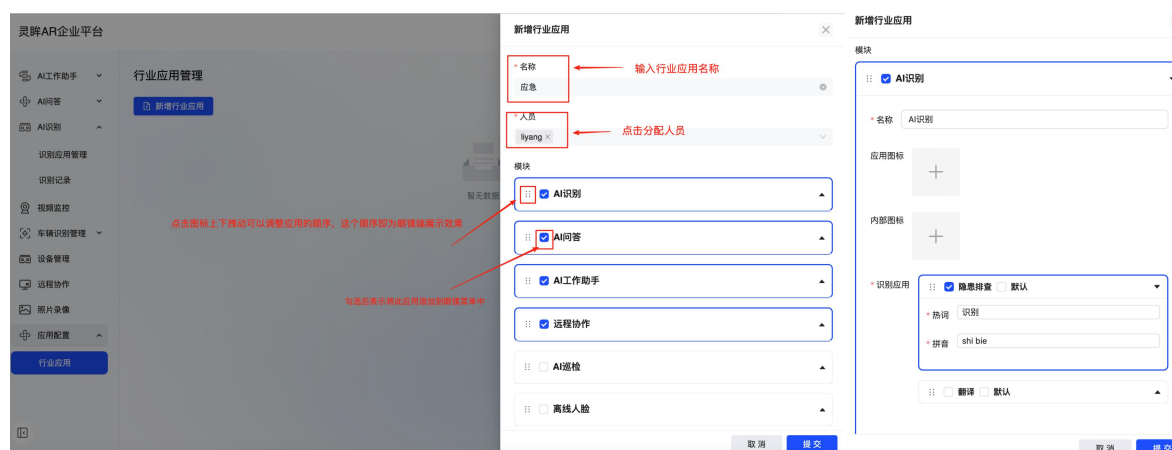 灵眸AR企业平台
AI工作助手
AI问答
AI识别
识别应用管理
识别记录
视频监控
车辆识别管理
设备管理
远程协作
照片录像
应用配置
行业应用
行业应用管理
新增行业应用
暂无数据
点击图标上下拽动可以调整应用的顺序，这个顺序即为眼镜端展示效果
勾选后表示将此应用添加到眼镜菜单中
新增行业应用
* 名称
输入行业应用名称
应急
* 人员
点击分配人员
liyang ×
模块
AI识别
AI问答
AI工作助手
远程协作
AI巡检
离线人脸
取 消
提 交
新增行业应用
模块
AI识别
* 名称
AI识别
应用图标
内部图标
* 识别应用
隐患排查
默认
* 热词
识别
* 拼音
shi bie
翻译
默认
取 消
提 交